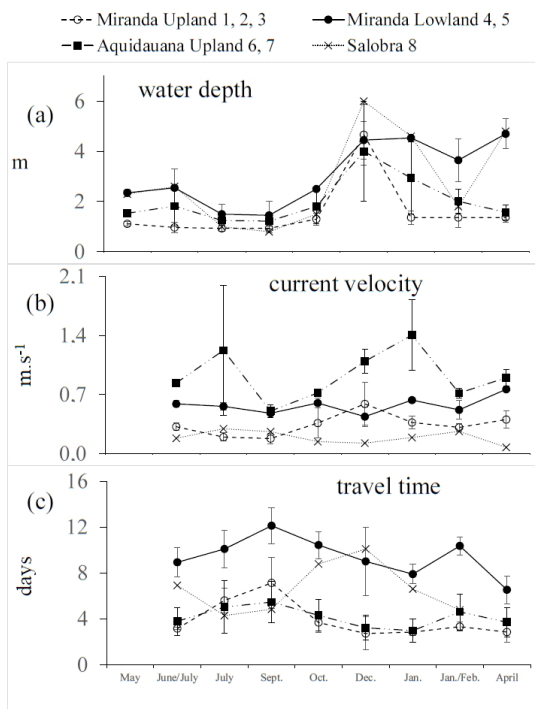 Miranda Upland 1, 2, 3
Miranda Lowland 4, 5
Aquidauana Upland 6, 7
Salobra 8
(a)
water depth
m
6
4
2
0
(b)
current velocity
m.s⁻¹
2.1
1.4
0.7
0.0
(c)
travel time
days
16
12
8
4
0
May June/July July Sept. Oct. Dec. Jan. Jan./Feb. April